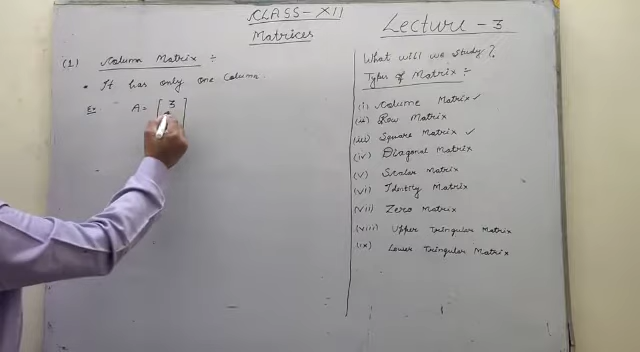 CLASS - XII
Matrices
Lecture - 3
(1) Column Matrix ÷
• It has only one column.
Ex A = [ 3
What will we study?
Types of Matrix ÷
(i) Column Matrix ✓
(ii) Row Matrix
(iii) Square Matrix ✓
(iv) Diagonal Matrix
(v) Scalar Matrix
(vi) Identity Matrix
(vii) Zero Matrix
(viii) Upper Tringular Matrix
(ix) Lower Tringular Matrix